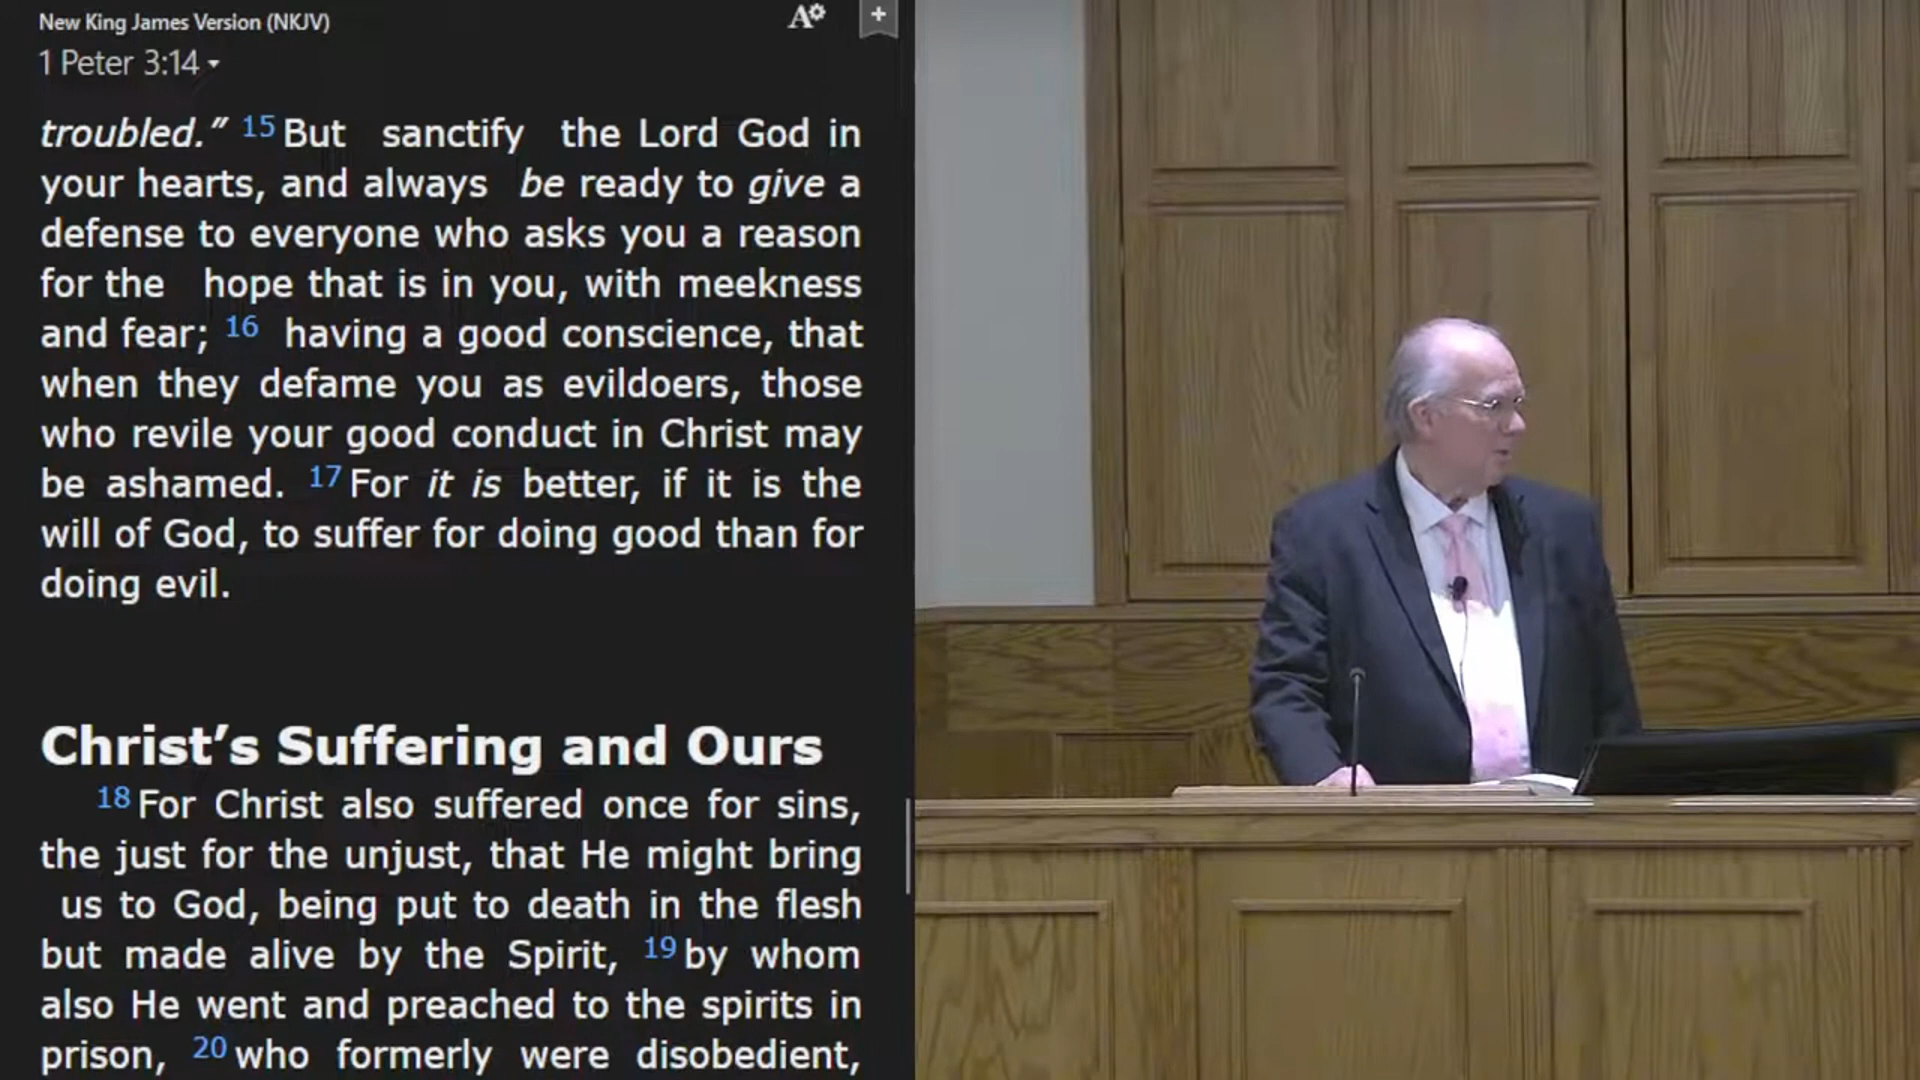 New King James Version (NKJV)
A
+
1 Peter 3:14
troubled.” 15 But sanctify the Lord God in
your hearts, and always be ready to give a
defense to everyone who asks you a reason
for the hope that is in you, with meekness
and fear; 16 having a good conscience, that
when they defame you as evildoers, those
who revile your good conduct in Christ may
be ashamed. 17 For it is better, if it is the
will of God, to suffer for doing good than for
doing evil.
Christ’s Suffering and Ours
18 For Christ also suffered once for sins,
the just for the unjust, that He might bring
us to God, being put to death in the flesh
but made alive by the Spirit, 19 by whom
also He went and preached to the spirits in
prison, 20 who formerly were disobedient,